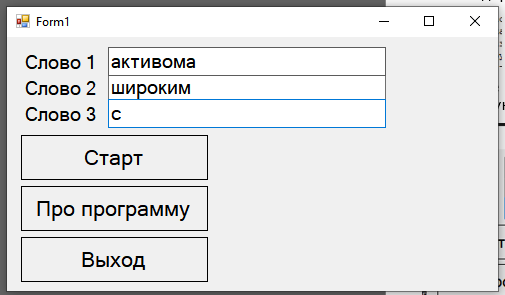 Form1
Слово 1 активома
Слово 2 широким
Слово 3 с
Старт
Про программу
Выход